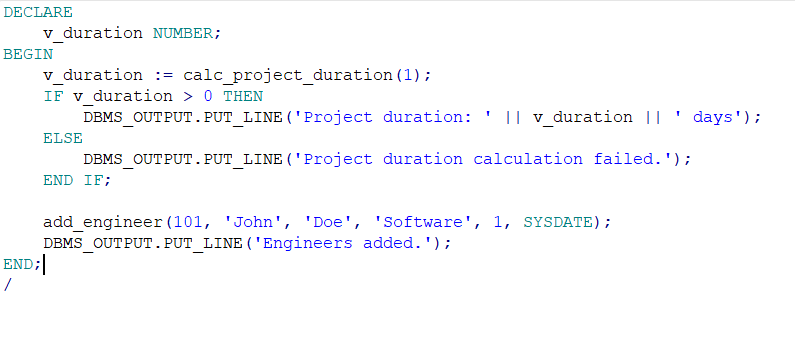 DECLARE
    v_duration NUMBER;
BEGIN
    v_duration := calc_project_duration(1);
    IF v_duration > 0 THEN
        DBMS_OUTPUT.PUT_LINE('Project duration: ' || v_duration || ' days');
    ELSE
        DBMS_OUTPUT.PUT_LINE('Project duration calculation failed.');
    END IF;

    add_engineer(101, 'John', 'Doe', 'Software', 1, SYSDATE);
    DBMS_OUTPUT.PUT_LINE('Engineers added.');
END;
/